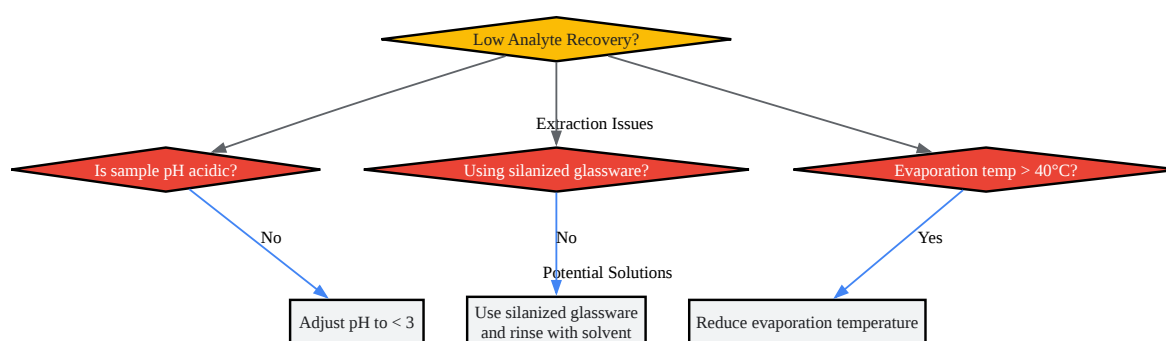 Low Analyte Recovery?
Extraction Issues
Is sample pH acidic?
Using silanized glassware?
Evaporation temp > 40°C?
No
No
Yes
Potential Solutions
Adjust pH to < 3
Use silanized glassware
and rinse with solvent
Reduce evaporation temperature